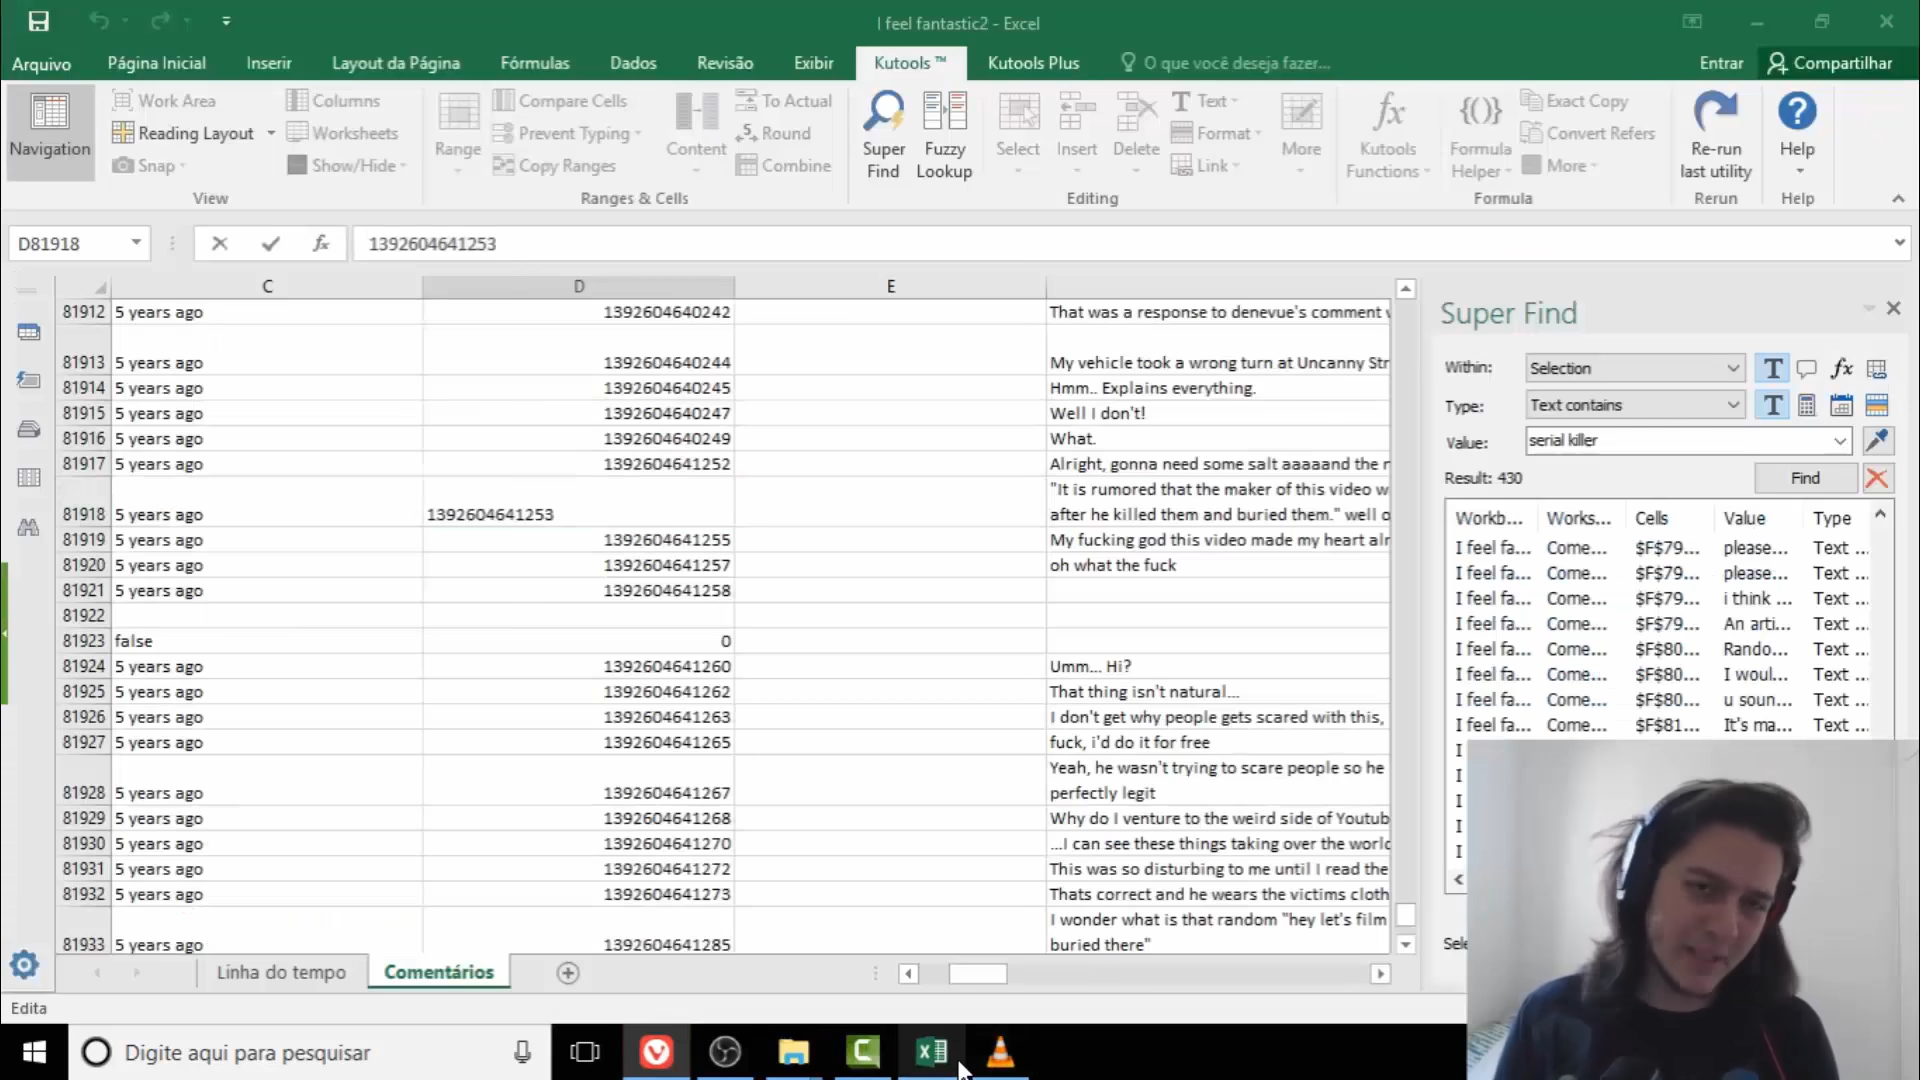 I feel fantastic2 - Excel
Arquivo Página Inicial Inserir Layout da Página Fórmulas Dados Revisão Exibir Kutools ™ Kutools Plus O que você deseja fazer... Entrar Compartilhar
Navigation
Work Area
Reading Layout
Snap
Columns
Worksheets
Show/Hide
View
Range
Compare Cells
Prevent Typing
Copy Ranges
Content
To Actual
Round
Combine
Ranges & Cells
Super Find
Fuzzy Lookup
Select
Insert
Delete
Text
Format
Link
More
Editing
Kutools Functions
Formula Helper
Exact Copy
Convert Refers
More
Formula
Re-run last utility
Rerun
Help
Help
D81918 fx 1392604641253
C D E
81912 5 years ago 1392604640242 That was a response to denevue's comment
81913 5 years ago 1392604640244 My vehicle took a wrong turn at Uncanny Str
81914 5 years ago 1392604640245 Hmm.. Explains everything.
81915 5 years ago 1392604640247 Well I don't!
81916 5 years ago 1392604640249 What.
81917 5 years ago 1392604641252 Alright, gonna need some salt aaaaand the
"It is rumored that the maker of this video w
81918 5 years ago 1392604641253 after he killed them and buried them." well o
81919 5 years ago 1392604641255 My fucking god this video made my heart
81920 5 years ago 1392604641257 oh what the fuck
81921 5 years ago 1392604641258
81922
81923 false 0
81924 5 years ago 1392604641260 Umm... Hi?
81925 5 years ago 1392604641262 That thing isn't natural...
81926 5 years ago 1392604641263 I don't get why people gets scared with this,
81927 5 years ago 1392604641265 fuck, i'd do it for free
Yeah, he wasn't trying to scare people so he
81928 5 years ago 1392604641267 perfectly legit
81929 5 years ago 1392604641268 Why do I venture to the weird side of Youtub
81930 5 years ago 1392604641270 ...I can see these things taking over the world
81931 5 years ago 1392604641272 This was so disturbing to me until I read the
81932 5 years ago 1392604641273 Thats correct and he wears the victims cloth
I wonder what is that random "hey let's film
81933 5 years ago 1392604641285 buried there"
Super Find
Within: Selection
Type: Text contains
Value: serial killer
Result: 430 Find
Workb... Works... Cells Value Type
I feel fa... Come... $F$79... please... Text ...
I feel fa... Come... $F$79... please... Text ...
I feel fa... Come... $F$79... i think ... Text ...
I feel fa... Come... $F$79... An arti... Text ...
I feel fa... Come... $F$80... Rando... Text ...
I feel fa... Come... $F$80... I woul... Text ...
I feel fa... Come... $F$80... u soun... Text ...
I feel fa... Come... $F$81... It's ma... Text ...
Linha do tempo Comentários
Edita
Digite aqui para pesquisar